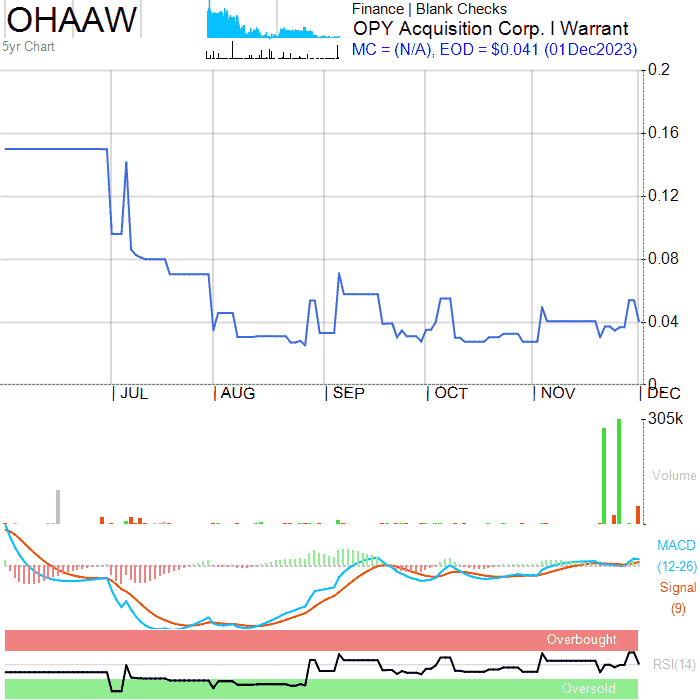 OHAAW
5yr Chart
Finance | Blank Checks
OPY Acquisition Corp. I Warrant
MC = (N/A), EOD = $0.041 (01Dec2023)
0.2
0.16
0.12
0.08
0.04
0
JUL AUG SEP OCT NOV DEC
305k
Volume
MACD
(12-26)
Signal
(9)
Overbought
RSI(14)
Oversold